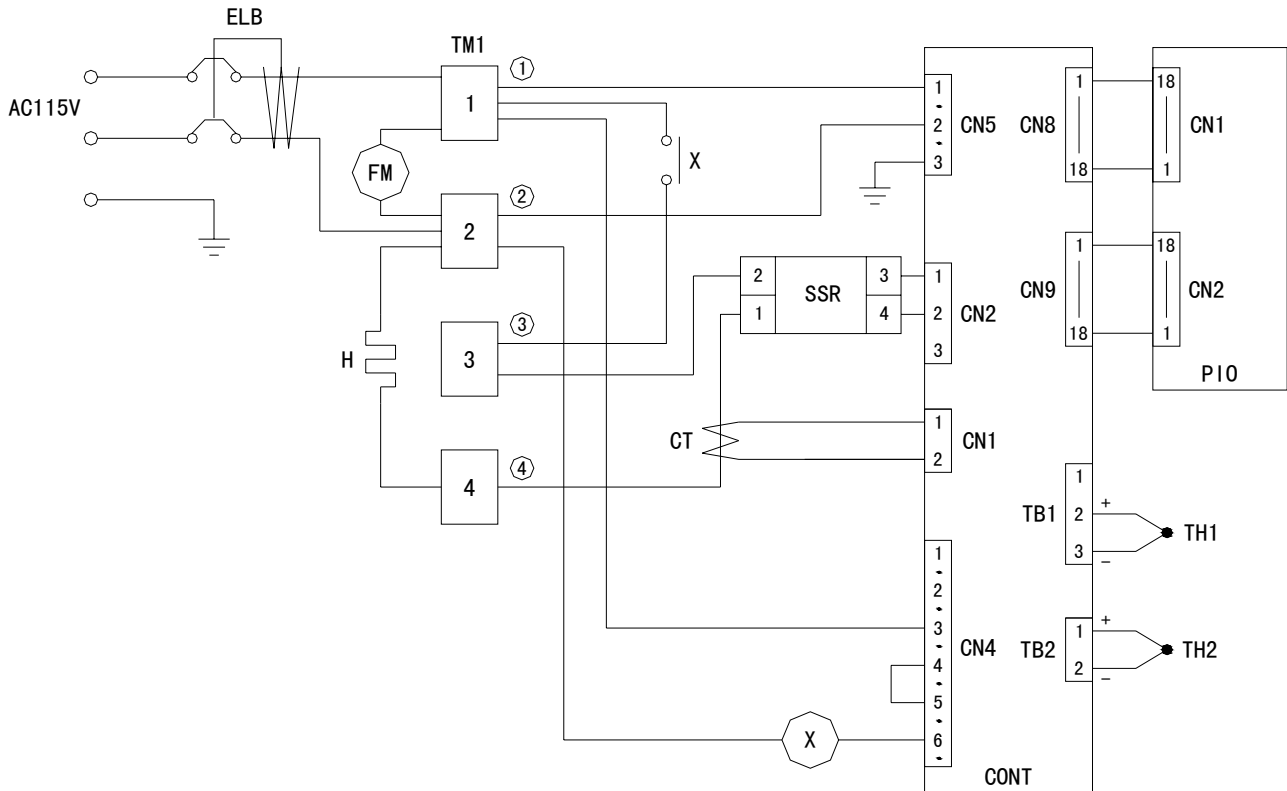 ELB
AC115V
TM1
1
①
FM
2
②
X
H
3
③
4
④
CT
2
1
SSR
3
4
1
2
3
CN5
1
2
3
CN2
1
2
CN1
1
2
3
4
5
6
CN4
X
CONT
CN8
1
18
CN9
1
18
18
1
CN1
18
1
CN2
PIO
TB1
1
2
3
+
−
TH1
TB2
1
2
+
−
TH2